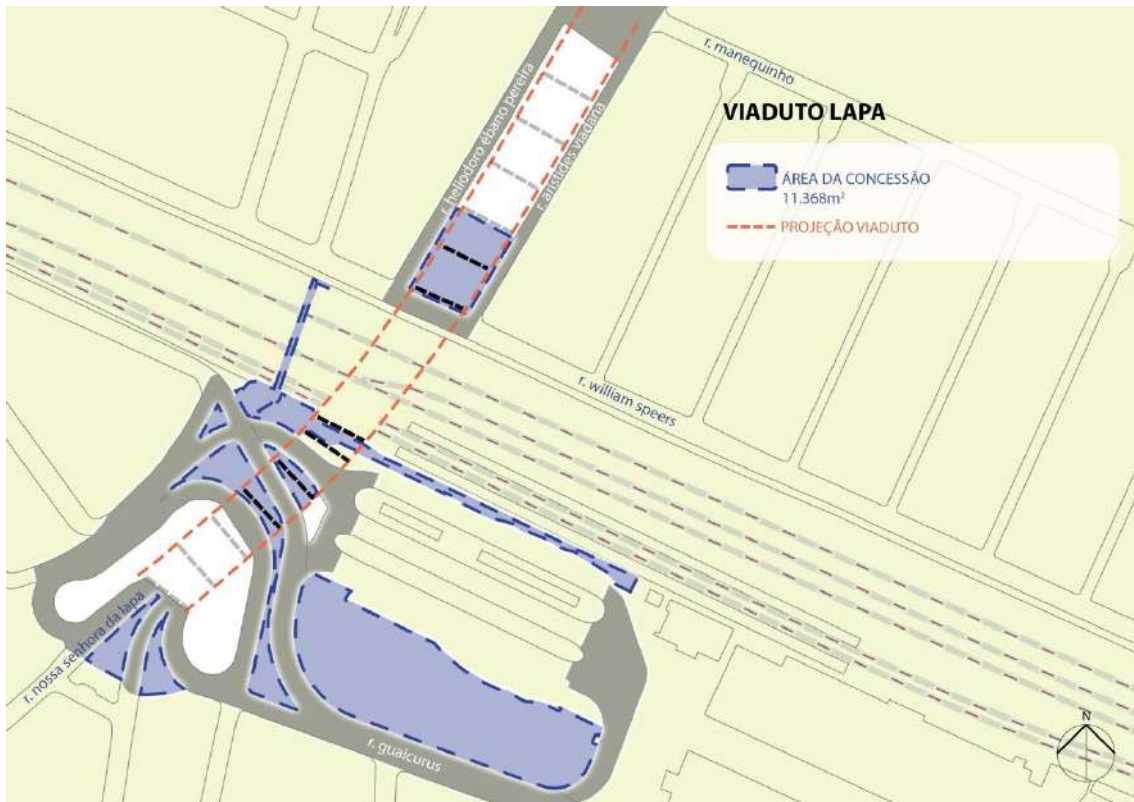 r. manequinho
VIADUTO LAPA
r. heliodoro ébano pereira
r. aristides viadana
ÁREA DA CONCESSÃO
11.368m²
PROJEÇÃO VIADUTO
r. william speers
r. nossa senhora da lapa
r. guaicurus
N